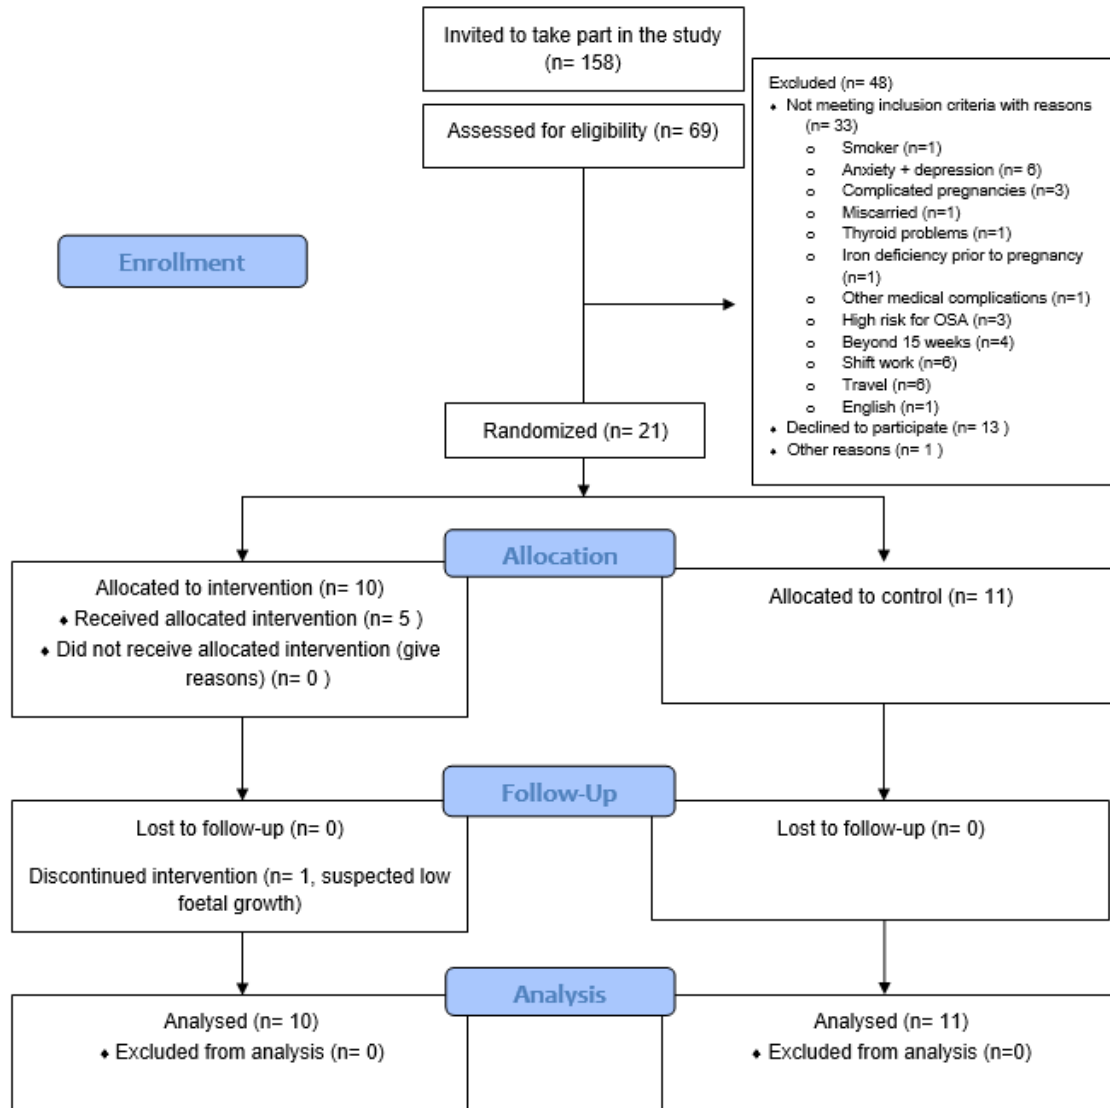 Invited to take part in the study
(n= 158)
Assessed for eligibility (n= 69)
Excluded (n= 48)
⬧ Not meeting inclusion criteria with reasons
(n= 33)
o Smoker (n=1)
o Anxiety + depression (n= 6)
o Complicated pregnancies (n=3)
o Miscarried (n=1)
o Thyroid problems (n=1)
o Iron deficiency prior to pregnancy
(n=1)
o Other medical complications (n=1)
o High risk for OSA (n=3)
o Beyond 15 weeks (n=4)
o Shift work (n=6)
o Travel (n=6)
o English (n=1)
⬧ Declined to participate (n= 13 )
⬧ Other reasons (n= 1 )
Enrollment
Randomized (n= 21)
Allocation
Allocated to intervention (n= 10)
⬧ Received allocated intervention (n= 5 )
⬧ Did not receive allocated intervention (give
reasons) (n= 0 )
Allocated to control (n= 11)
Follow-Up
Lost to follow-up (n= 0)
Discontinued intervention (n= 1, suspected low
foetal growth)
Lost to follow-up (n= 0)
Analysis
Analysed (n= 10)
⬧ Excluded from analysis (n= 0)
Analysed (n= 11)
⬧ Excluded from analysis (n=0)